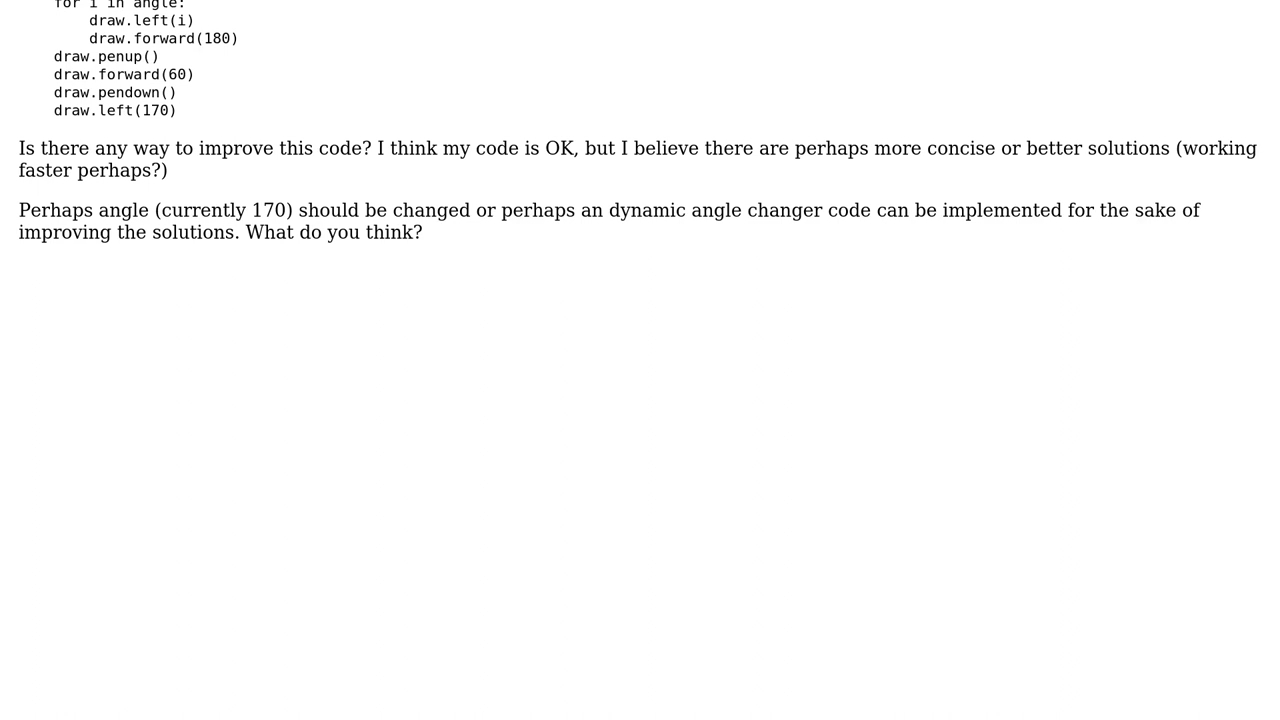 for i in angle:
draw.left(i)
draw.forward(180)
draw.penup()
draw.forward(60)
draw.pendown()
draw.left(170)
Is there any way to improve this code? I think my code is OK, but I believe there are perhaps more concise or better solutions (working
faster perhaps?)
Perhaps angle (currently 170) should be changed or perhaps an dynamic angle changer code can be implemented for the sake of
improving the solutions. What do you think?